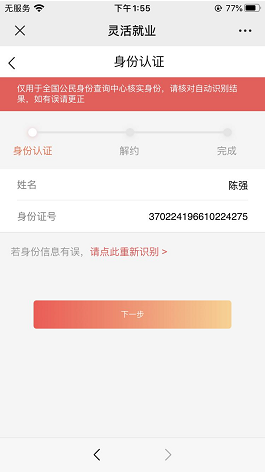 无服务 下午1:55 77%
灵活就业
身份认证
仅用于全国公民身份查询中心核实身份，请核对自动识别结
果，如有误请更正
身份认证 解约 完成
姓名 陈强
身份证号 370224196610224275
若身份信息有误，请点此重新识别 >
下一步